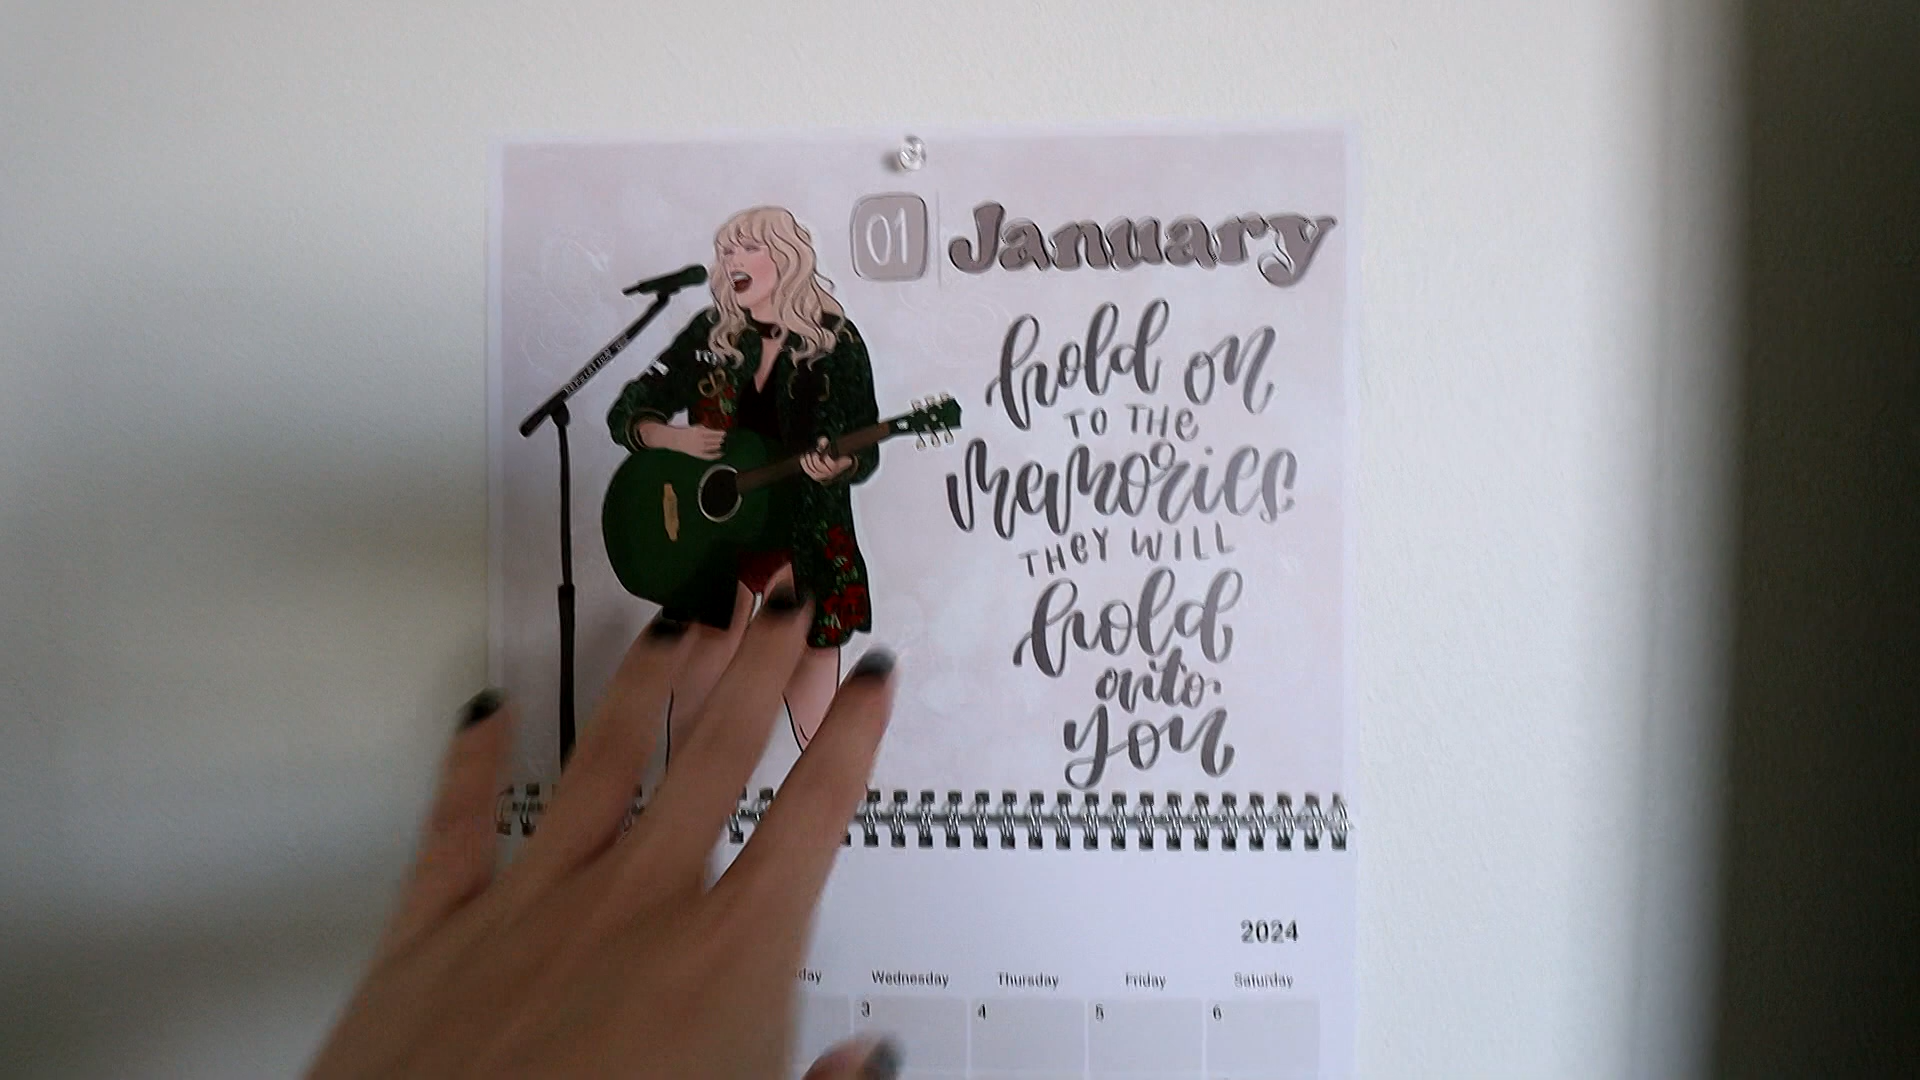 01 January
hold on
TO THE
memories
THEY WILL
hold
onto
you
2024
day Wednesday Thursday Friday Saturday
3 4 5 6